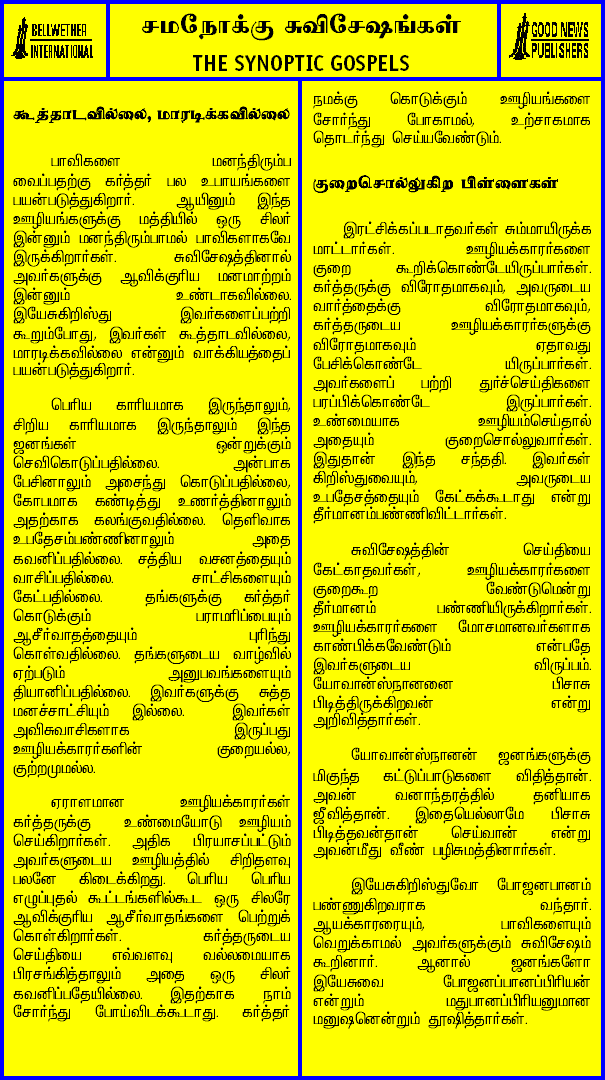 BELLWETHER
INTERNATIONAL
சமநோக்கு சுவிசேஷங்கள்
THE SYNOPTIC GOSPELS
GOOD NEWS
PUBLISHERS
கூத்தாடவில்லை, மாரடிக்கவில்லை
பாவிகளை மனந்திரும்ப
வைப்பதற்கு கர்த்தர் பல உபாயங்களை
பயன்படுத்துகிறார். ஆயினும் இந்த
ஊழியங்களுக்கு மத்தியில் ஒரு சிலர்
இன்னும் மனந்திரும்பாமல் பாவிகளாகவே
இருக்கிறார்கள். சுவிசேஷத்தினால்
அவர்களுக்கு ஆவிக்குரிய மனமாற்றம்
இன்னும் உண்டாகவில்லை.
இயேசுகிறிஸ்து இவர்களைப்பற்றி
கூறும்போது, இவர்கள் கூத்தாடவில்லை,
மாரடிக்கவில்லை என்னும் வாக்கியத்தைப்
பயன்படுத்துகிறார்.
பெரிய காரியமாக இருந்தாலும்,
சிறிய காரியமாக இருந்தாலும் இந்த
ஜனங்கள் ஒன்றுக்கும்
செவிகொடுப்பதில்லை. அன்பாக
பேசினாலும் அசைந்து கொடுப்பதில்லை,
கோபமாக கண்டித்து உணர்த்தினாலும்
அதற்காக கலங்குவதில்லை. தெளிவாக
உபதேசம்பண்ணினாலும் அதை
கவனிப்பதில்லை. சத்திய வசனத்தையும்
வாசிப்பதில்லை. சாட்சிகளையும்
கேட்பதில்லை. தங்களுக்கு கர்த்தர்
கொடுக்கும் பராமரிப்பையும்
ஆசீர்வாதத்தையும் புரிந்து
கொள்வதில்லை. தங்களுடைய வாழ்வில்
ஏற்படும் அனுபவங்களையும்
தியானிப்பதில்லை. இவர்களுக்கு சுத்த
மனச்சாட்சியும் இல்லை. இவர்கள்
அவிசுவாசிகளாக இருப்பது
ஊழியக்காரர்களின் குறையல்ல,
குற்றமுமல்ல.
ஏராளமான ஊழியக்காரர்கள்
கர்த்தருக்கு உண்மையோடு ஊழியம்
செய்கிறார்கள். அதிக பிரயாசப்பட்டும்
அவர்களுடைய ஊழியத்தில் சிறிதளவு
பலனே கிடைக்கிறது. பெரிய பெரிய
எழுப்புதல் கூட்டங்களில்கூட ஒரு சிலரே
ஆவிக்குரிய ஆசீர்வாதங்களை பெற்றுக்
கொள்கிறார்கள். கர்த்தருடைய
செய்தியை எவ்வளவு வல்லமையாக
பிரசங்கித்தாலும் அதை ஒரு சிலர்
கவனிப்பதேயில்லை. இதற்காக நாம்
சோர்ந்து போய்விடக்கூடாது. கர்த்தர்
நமக்கு கொடுக்கும் ஊழியங்களை
சோர்ந்து போகாமல், உற்சாகமாக
தொடர்ந்து செய்யவேண்டும்.
குறைசொல்லுகிற பிள்ளைகள்
இரட்சிக்கப்படாதவர்கள் சும்மாயிருக்க
மாட்டார்கள். ஊழியக்காரர்களை
குறை கூறிக்கொண்டேயிருப்பார்கள்.
கர்த்தருக்கு விரோதமாகவும், அவருடைய
வார்த்தைக்கு விரோதமாகவும்,
கர்த்தருடைய ஊழியக்காரர்களுக்கு
விரோதமாகவும் ஏதாவது
பேசிக்கொண்டே யிருப்பார்கள்.
அவர்களைப் பற்றி துர்ச்செய்திகளை
பரப்பிக்கொண்டே இருப்பார்கள்.
உண்மையாக ஊழியம்செய்தால்
அதையும் குறைசொல்லுவார்கள்.
இதுதான் இந்த சந்ததி. இவர்கள்
கிறிஸ்துவையும், அவருடைய
உபதேசத்தையும் கேட்கக்கூடாது என்று
தீர்மானம்பண்ணிவிட்டார்கள்.
சுவிசேஷத்தின் செய்தியை
கேட்காதவர்கள், ஊழியக்காரர்களை
குறைகூற வேண்டுமென்று
தீர்மானம் பண்ணியிருக்கிறார்கள்.
ஊழியக்காரர்களை மோசமானவர்களாக
காண்பிக்கவேண்டும் என்பதே
இவர்களுடைய விருப்பம்.
யோவான்ஸ்நானனை பிசாசு
பிடித்திருக்கிறவன் என்று
அறிவித்தார்கள்.
யோவான்ஸ்நானன் ஜனங்களுக்கு
மிகுந்த கட்டுப்பாடுகளை விதித்தான்.
அவன் வனாந்தரத்தில் தனியாக
ஜீவித்தான். இதையெல்லாமே பிசாசு
பிடித்தவன்தான் செய்வான் என்று
அவன்மீது வீண் பழிசுமத்தினார்கள்.
இயேசுகிறிஸ்துவோ போஜனபானம்
பண்ணுகிறவராக வந்தார்.
ஆயக்காரரையும், பாவிகளையும்
வெறுக்காமல் அவர்களுக்கும் சுவிசேஷம்
கூறினார். ஆனால் ஜனங்களோ
இயேசுவை போஜனப்பானப்பிரியன்
என்றும் மதுபானப்பிரியனுமான
மனுஷனென்றும் தூஷித்தார்கள்.